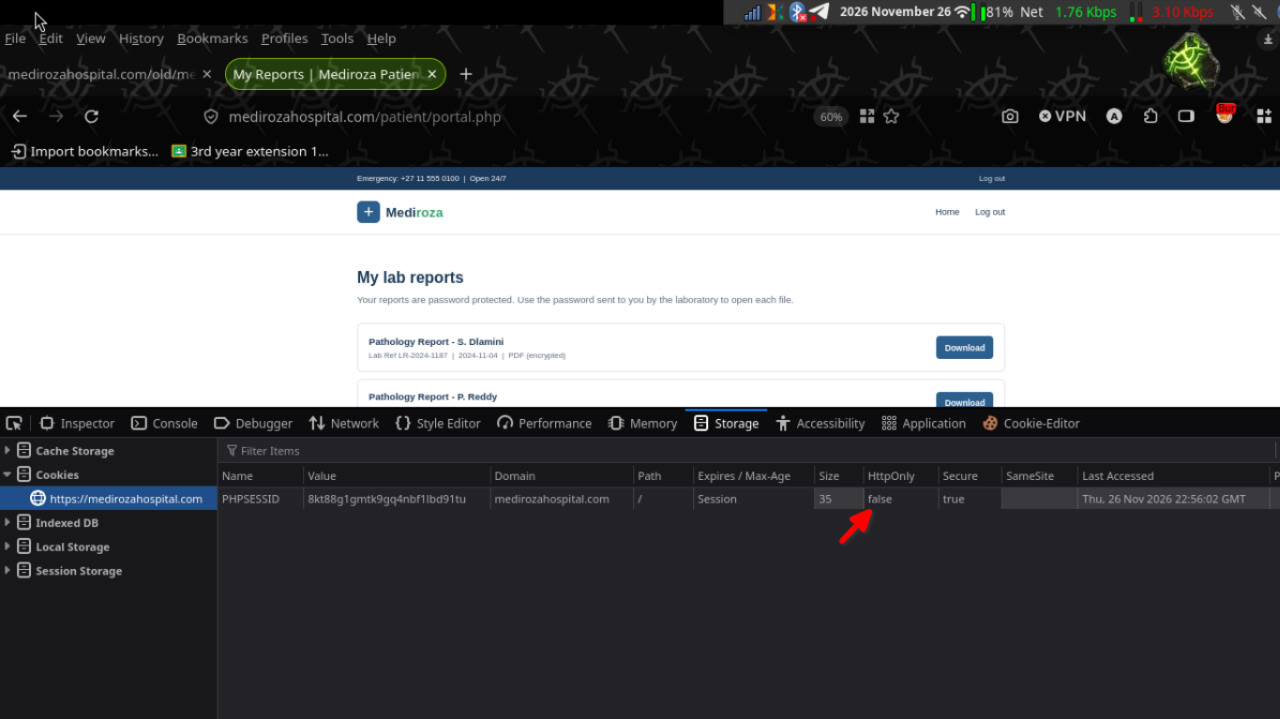 2026 November 26 81% Net 1.76 Kbps 3.10 Kbps
File Edit View History Bookmarks Profiles Tools Help
medirozahospital.com/old/me × My Reports | Mediroza Patien × +
medirozahospital.com/patient/portal.php 60% VPN A Bur
Import bookmarks... 3rd year extension 1...
Emergency: +27 11 555 0100 | Open 24/7 Log out
Mediroza Home Log out
My lab reports
Your reports are password protected. Use the password sent to you by the laboratory to open each file.
Pathology Report - S. Dlamini
Lab Ref LR-2024-1187 | 2024-11-04 | PDF (encrypted)
Download
Pathology Report - P. Reddy
Download
Inspector Console Debugger Network Style Editor Performance Memory Storage Accessibility Application Cookie-Editor
Cache Storage Filter Items
Cookies Name Value Domain Path Expires / Max-Age Size HttpOnly Secure SameSite Last Accessed P
https://medirozahospital.com PHPSESSID 8kt88g1gmtk9gq4nbf1lbd91tu medirozahospital.com / Session 35 false true Thu, 26 Nov 2026 22:56:02 GMT
Indexed DB
Local Storage
Session Storage